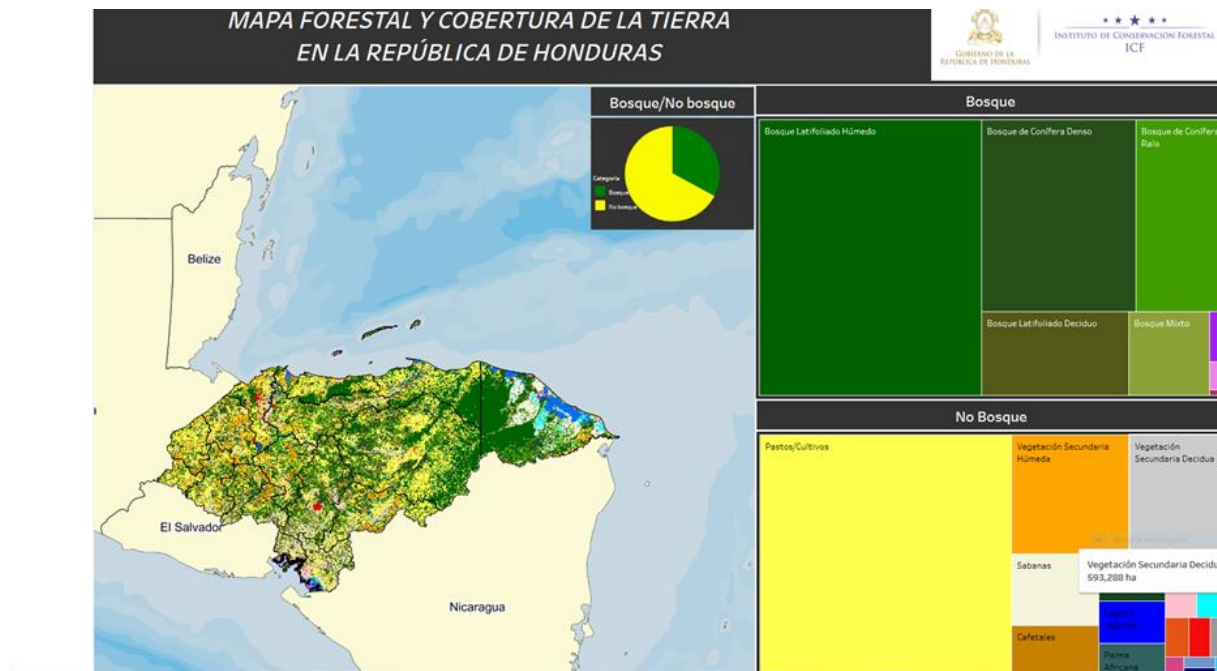 MAPA FORESTAL Y COBERTURA DE LA TIERRA
EN LA REPÚBLICA DE HONDURAS
GOBIERNO DE LA
REPÚBLICA DE HONDURAS
INSTITUTO DE CONSERVACIÓN FORESTAL
ICF
Bosque/No bosque
Categoría
Bosque
No bosque
Belize
El Salvador
Nicaragua
Bosque
Bosque Latifoliado Húmedo
Bosque de Conífera Denso
Bosque de Conífera
Ralo
Bosque Latifoliado Deciduo
Bosque Mixto
No Bosque
Pastos/Cultivos
Vegetación Secundaria
Húmeda
Vegetación
Secundaria Decidua
Sabanas
Vegetación Secundaria Decidu
593,288 ha
Cafetales
Palma
Africana